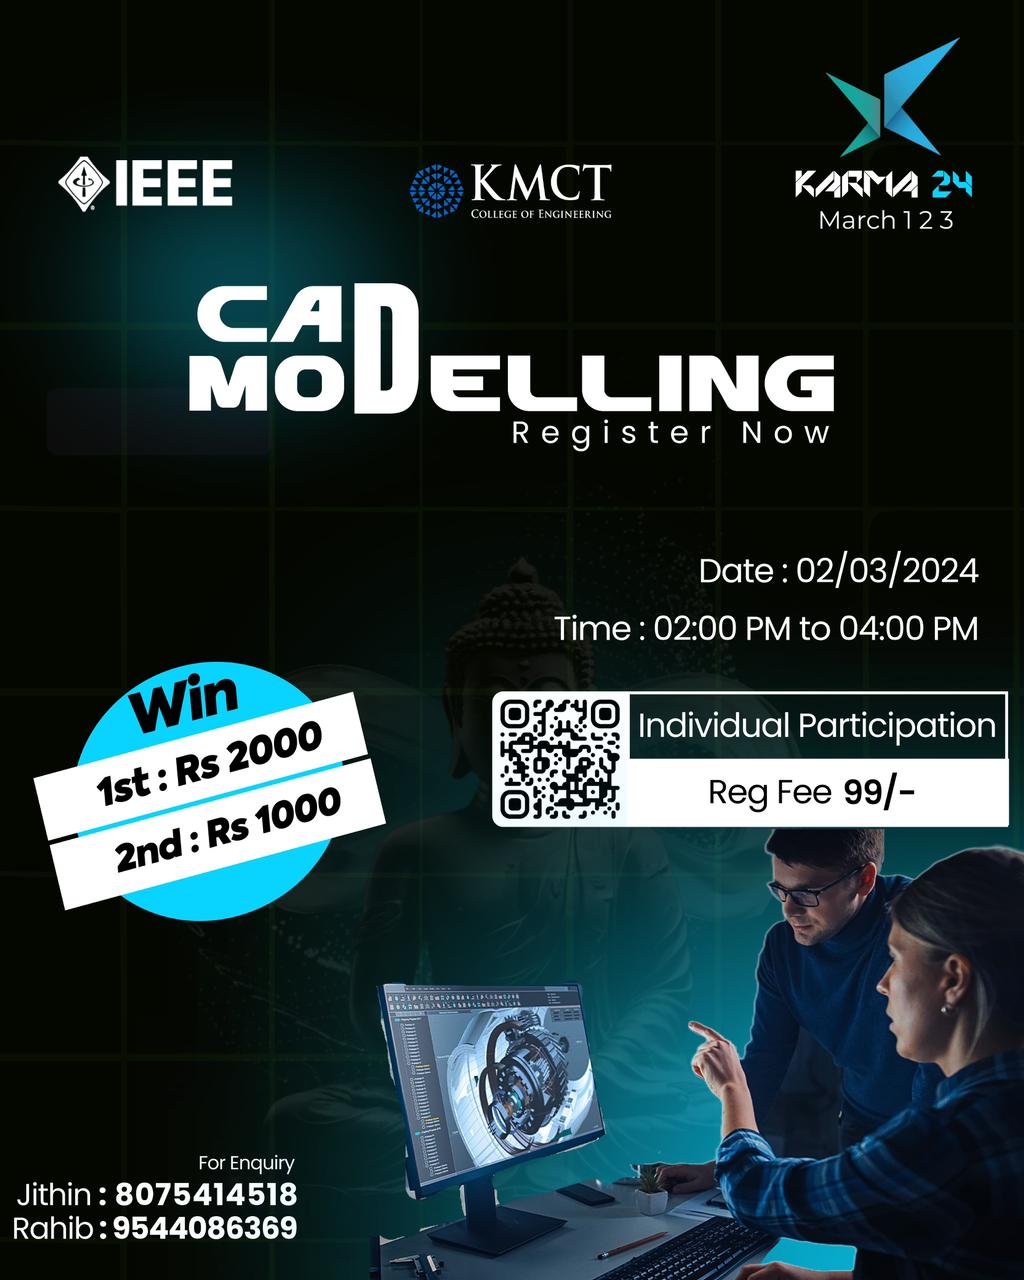 IEEE
KMCT
COLLEGE OF ENGINEERING
KARMA 24
March 1 2 3
CAD
MODELLING
Register Now
Date : 02/03/2024
Time : 02:00 PM to 04:00 PM
Win
1st : Rs 2000
2nd : Rs 1000
Individual Participation
Reg Fee 99/-
For Enquiry
Jithin : 8075414518
Rahib : 9544086369